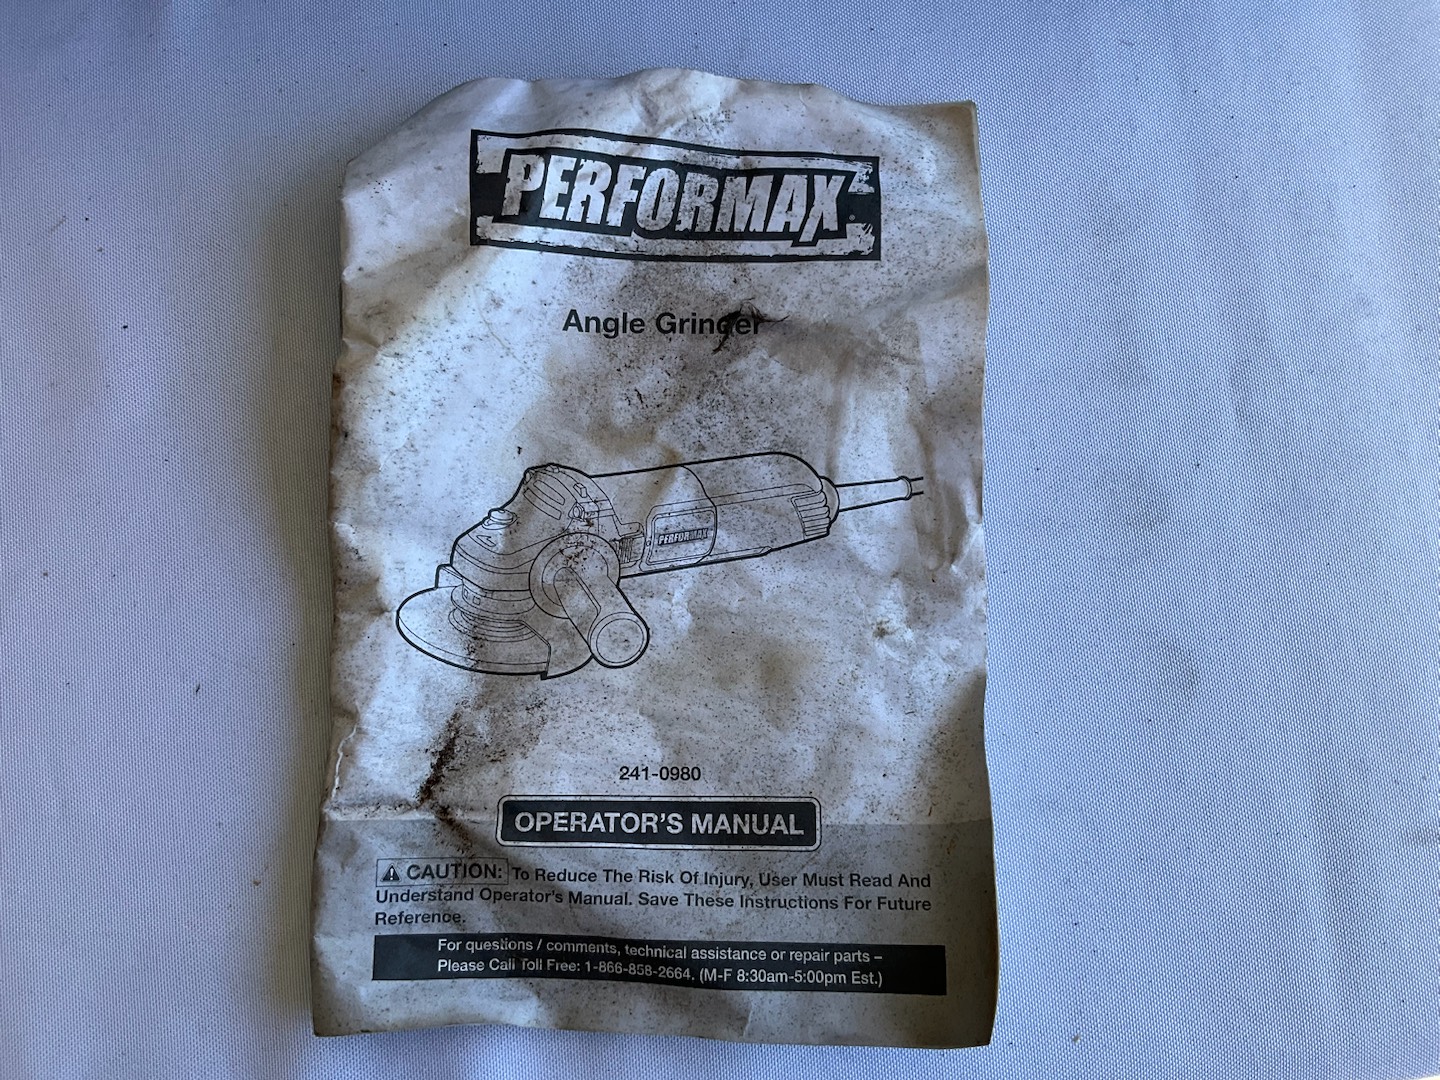 PERFORMAX®
Angle Grinder
PERFORMAX
241-0980
OPERATOR'S MANUAL
CAUTION: To Reduce The Risk Of Injury, User Must Read And
Understand Operator's Manual. Save These Instructions For Future
Reference.
For questions / comments, technical assistance or repair parts –
Please Call Toll Free: 1-866-858-2664. (M-F 8:30am-5:00pm Est.)